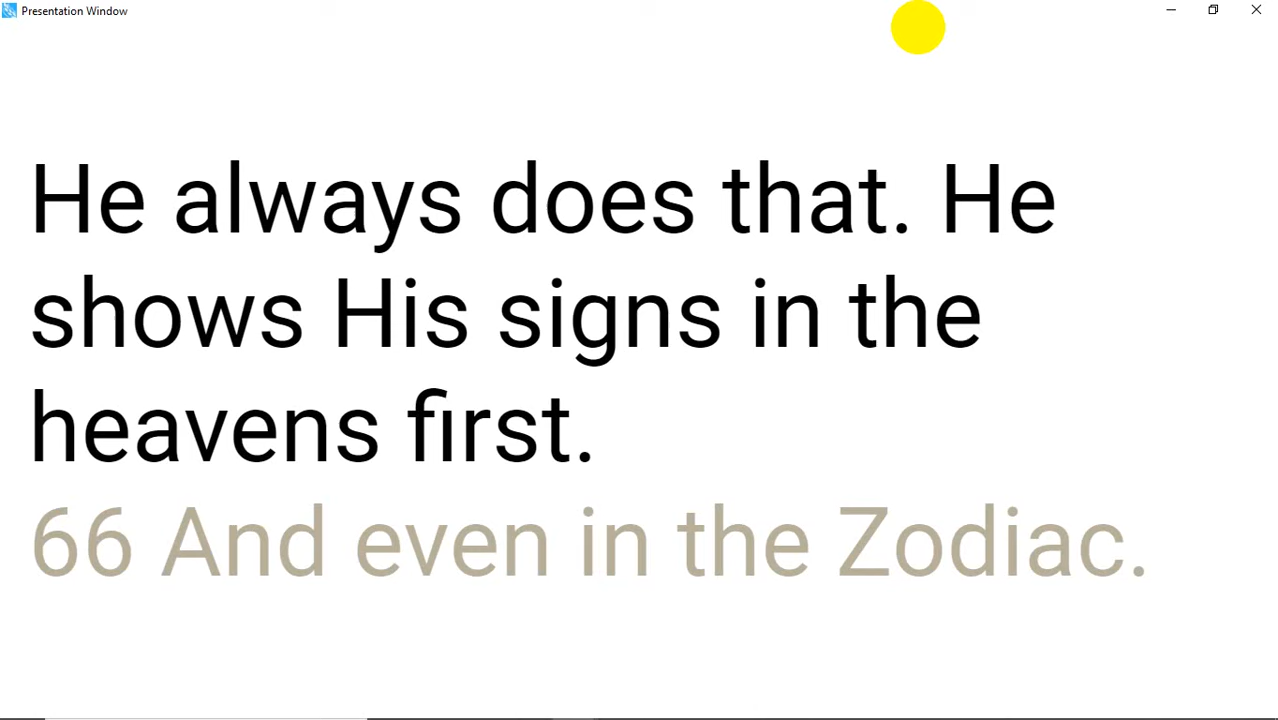 Presentation Window
He always does that. He
shows His signs in the
heavens first.
66 And even in the Zodiac.